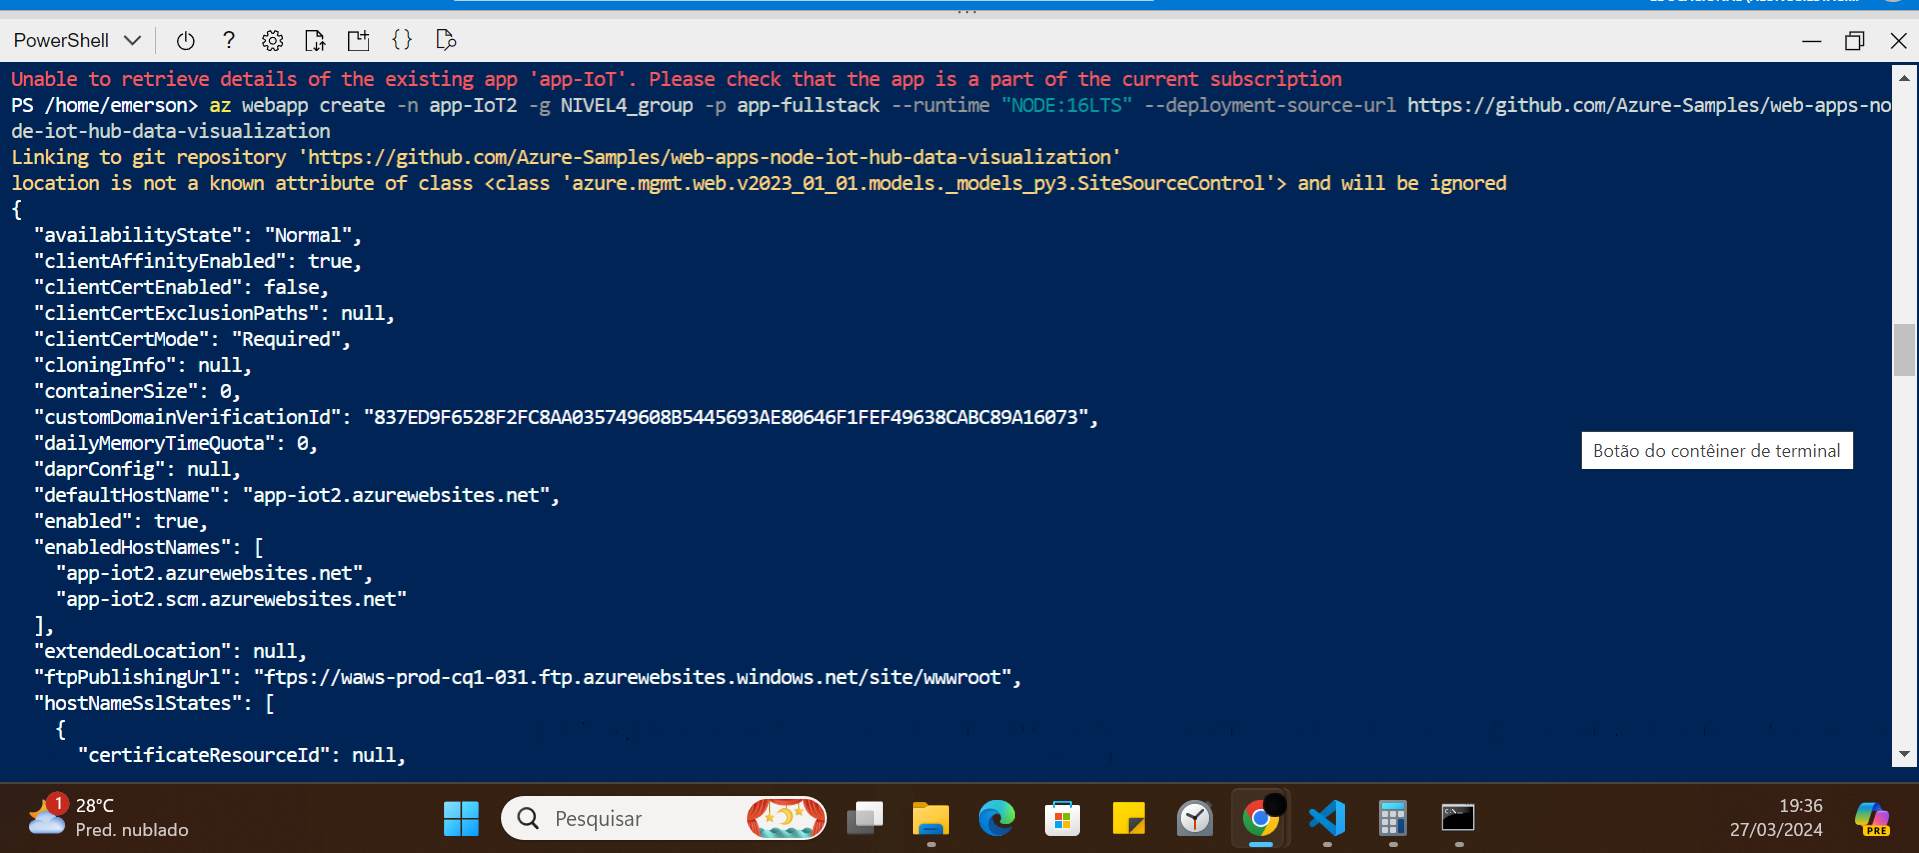 PowerShell
?
{}
Unable to retrieve details of the existing app 'app-IoT'. Please check that the app is a part of the current subscription
PS /home/emerson> az webapp create -n app-IoT2 -g NIVEL4_group -p app-fullstack --runtime "NODE:16LTS" --deployment-source-url https://github.com/Azure-Samples/web-apps-no
de-iot-hub-data-visualization
Linking to git repository 'https://github.com/Azure-Samples/web-apps-node-iot-hub-data-visualization'
location is not a known attribute of class <class 'azure.mgmt.web.v2023_01_01.models._models_py3.SiteSourceControl'> and will be ignored
{
  "availabilityState": "Normal",
  "clientAffinityEnabled": true,
  "clientCertEnabled": false,
  "clientCertExclusionPaths": null,
  "clientCertMode": "Required",
  "cloningInfo": null,
  "containerSize": 0,
  "customDomainVerificationId": "837ED9F6528F2FC8AA035749608B5445693AE80646F1FEF49638CABC89A16073",
  "dailyMemoryTimeQuota": 0,
  "daprConfig": null,
  "defaultHostName": "app-iot2.azurewebsites.net",
  "enabled": true,
  "enabledHostNames": [
    "app-iot2.azurewebsites.net",
    "app-iot2.scm.azurewebsites.net"
  ],
  "extendedLocation": null,
  "ftpPublishingUrl": "ftps://waws-prod-cq1-031.ftp.azurewebsites.windows.net/site/wwwroot",
  "hostNameSslStates": [
    {
      "certificateResourceId": null,
Botão do contêiner de terminal
1
28°C
Pred. nublado
Pesquisar
19:36
27/03/2024
PRE